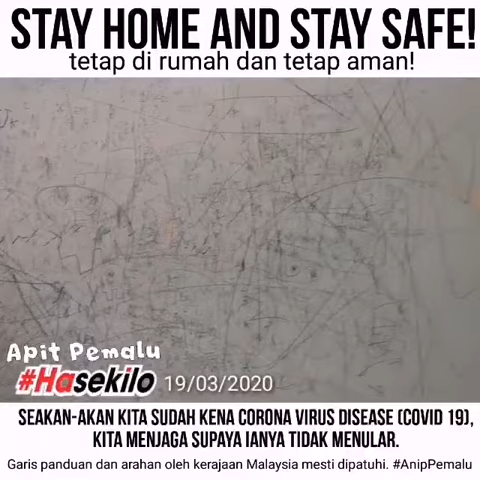 STAY HOME AND STAY SAFE!
tetap di rumah dan tetap aman!
Apit Pemalu
#Hasekilo 19/03/2020
SEAKAN-AKAN KITA SUDAH KENA CORONA VIRUS DISEASE (COVID 19),
KITA MENJAGA SUPAYA IANYA TIDAK MENULAR.
Garis panduan dan arahan oleh kerajaan Malaysia mesti dipatuhi. #AnipPemalu